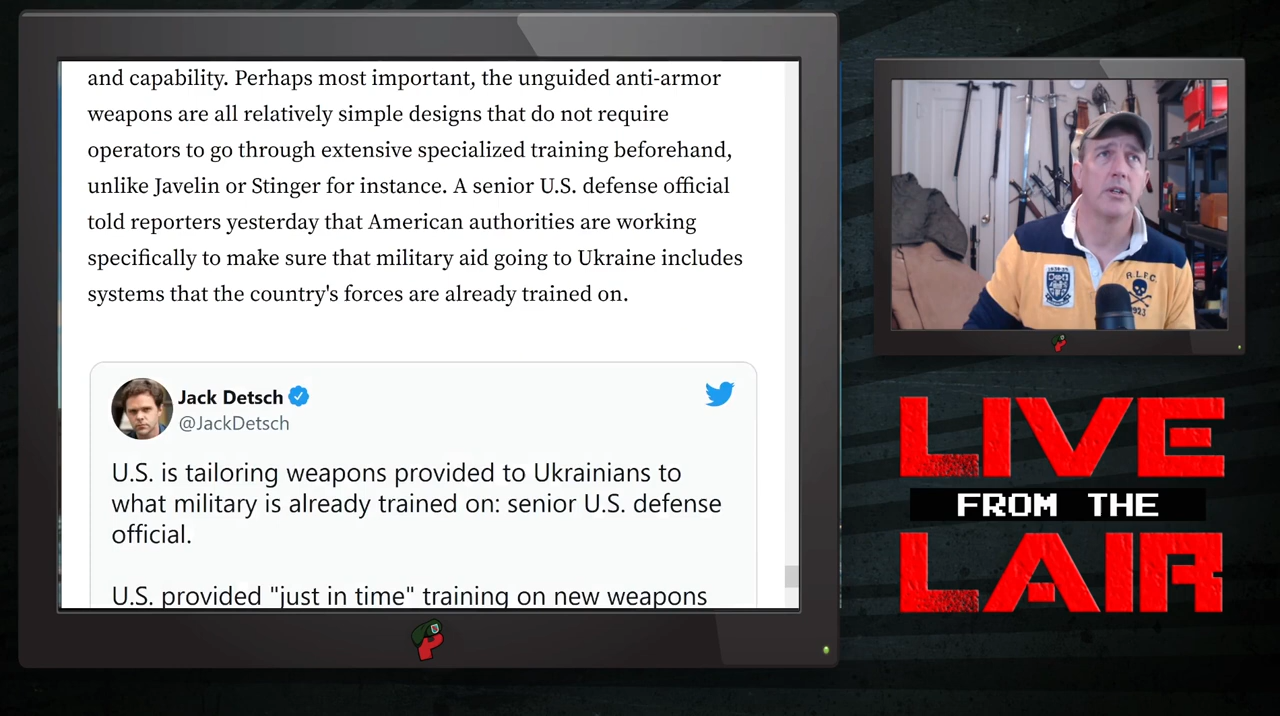 and capability. Perhaps most important, the unguided anti-armor
weapons are all relatively simple designs that do not require
operators to go through extensive specialized training beforehand,
unlike Javelin or Stinger for instance. A senior U.S. defense official
told reporters yesterday that American authorities are working
specifically to make sure that military aid going to Ukraine includes
systems that the country's forces are already trained on.
Jack Detsch
@JackDetsch
U.S. is tailoring weapons provided to Ukrainians to
what military is already trained on: senior U.S. defense
official.
U.S. provided "just in time" training on new weapons
R.L.F.C.
LIVE
FROM THE
LAIR